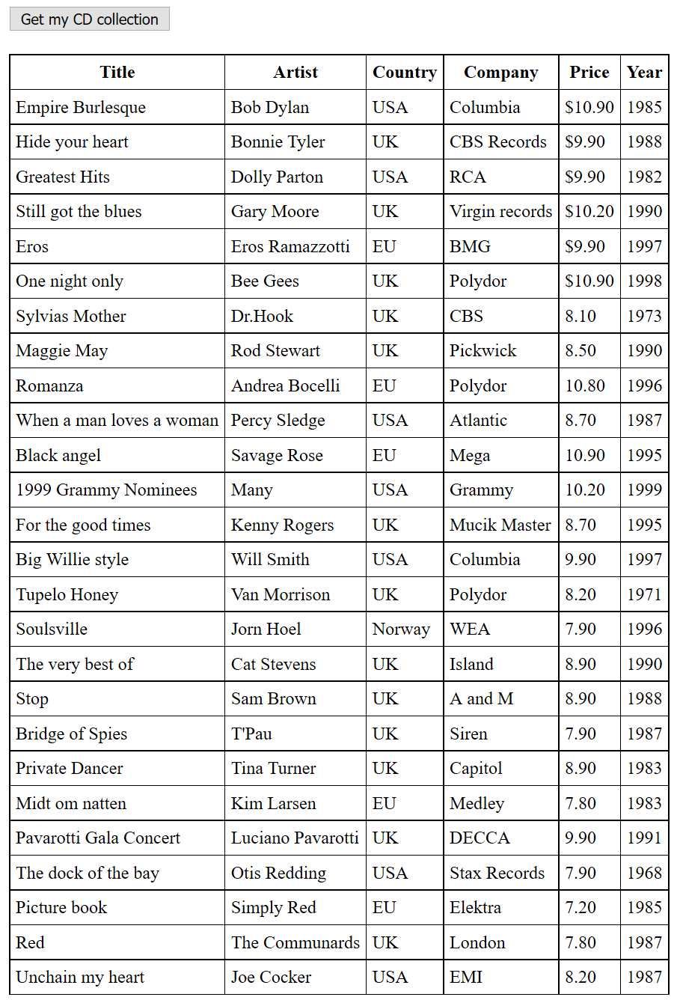 Get my CD collection
Title Artist Country Company Price Year
Empire Burlesque Bob Dylan USA Columbia $10.90 1985
Hide your heart Bonnie Tyler UK CBS Records $9.90 1988
Greatest Hits Dolly Parton USA RCA $9.90 1982
Still got the blues Gary Moore UK Virgin records $10.20 1990
Eros Eros Ramazzotti EU BMG $9.90 1997
One night only Bee Gees UK Polydor $10.90 1998
Sylvias Mother Dr.Hook UK CBS 8.10 1973
Maggie May Rod Stewart UK Pickwick 8.50 1990
Romanza Andrea Bocelli EU Polydor 10.80 1996
When a man loves a woman Percy Sledge USA Atlantic 8.70 1987
Black angel Savage Rose EU Mega 10.90 1995
1999 Grammy Nominees Many USA Grammy 10.20 1999
For the good times Kenny Rogers UK Mucik Master 8.70 1995
Big Willie style Will Smith USA Columbia 9.90 1997
Tupelo Honey Van Morrison UK Polydor 8.20 1971
Soulsville Jorn Hoel Norway WEA 7.90 1996
The very best of Cat Stevens UK Island 8.90 1990
Stop Sam Brown UK A and M 8.90 1988
Bridge of Spies T'Pau UK Siren 7.90 1987
Private Dancer Tina Turner UK Capitol 8.90 1983
Midt om natten Kim Larsen EU Medley 7.80 1983
Pavarotti Gala Concert Luciano Pavarotti UK DECCA 9.90 1991
The dock of the bay Otis Redding USA Stax Records 7.90 1968
Picture book Simply Red EU Elektra 7.20 1985
Red The Communards UK London 7.80 1987
Unchain my heart Joe Cocker USA EMI 8.20 1987